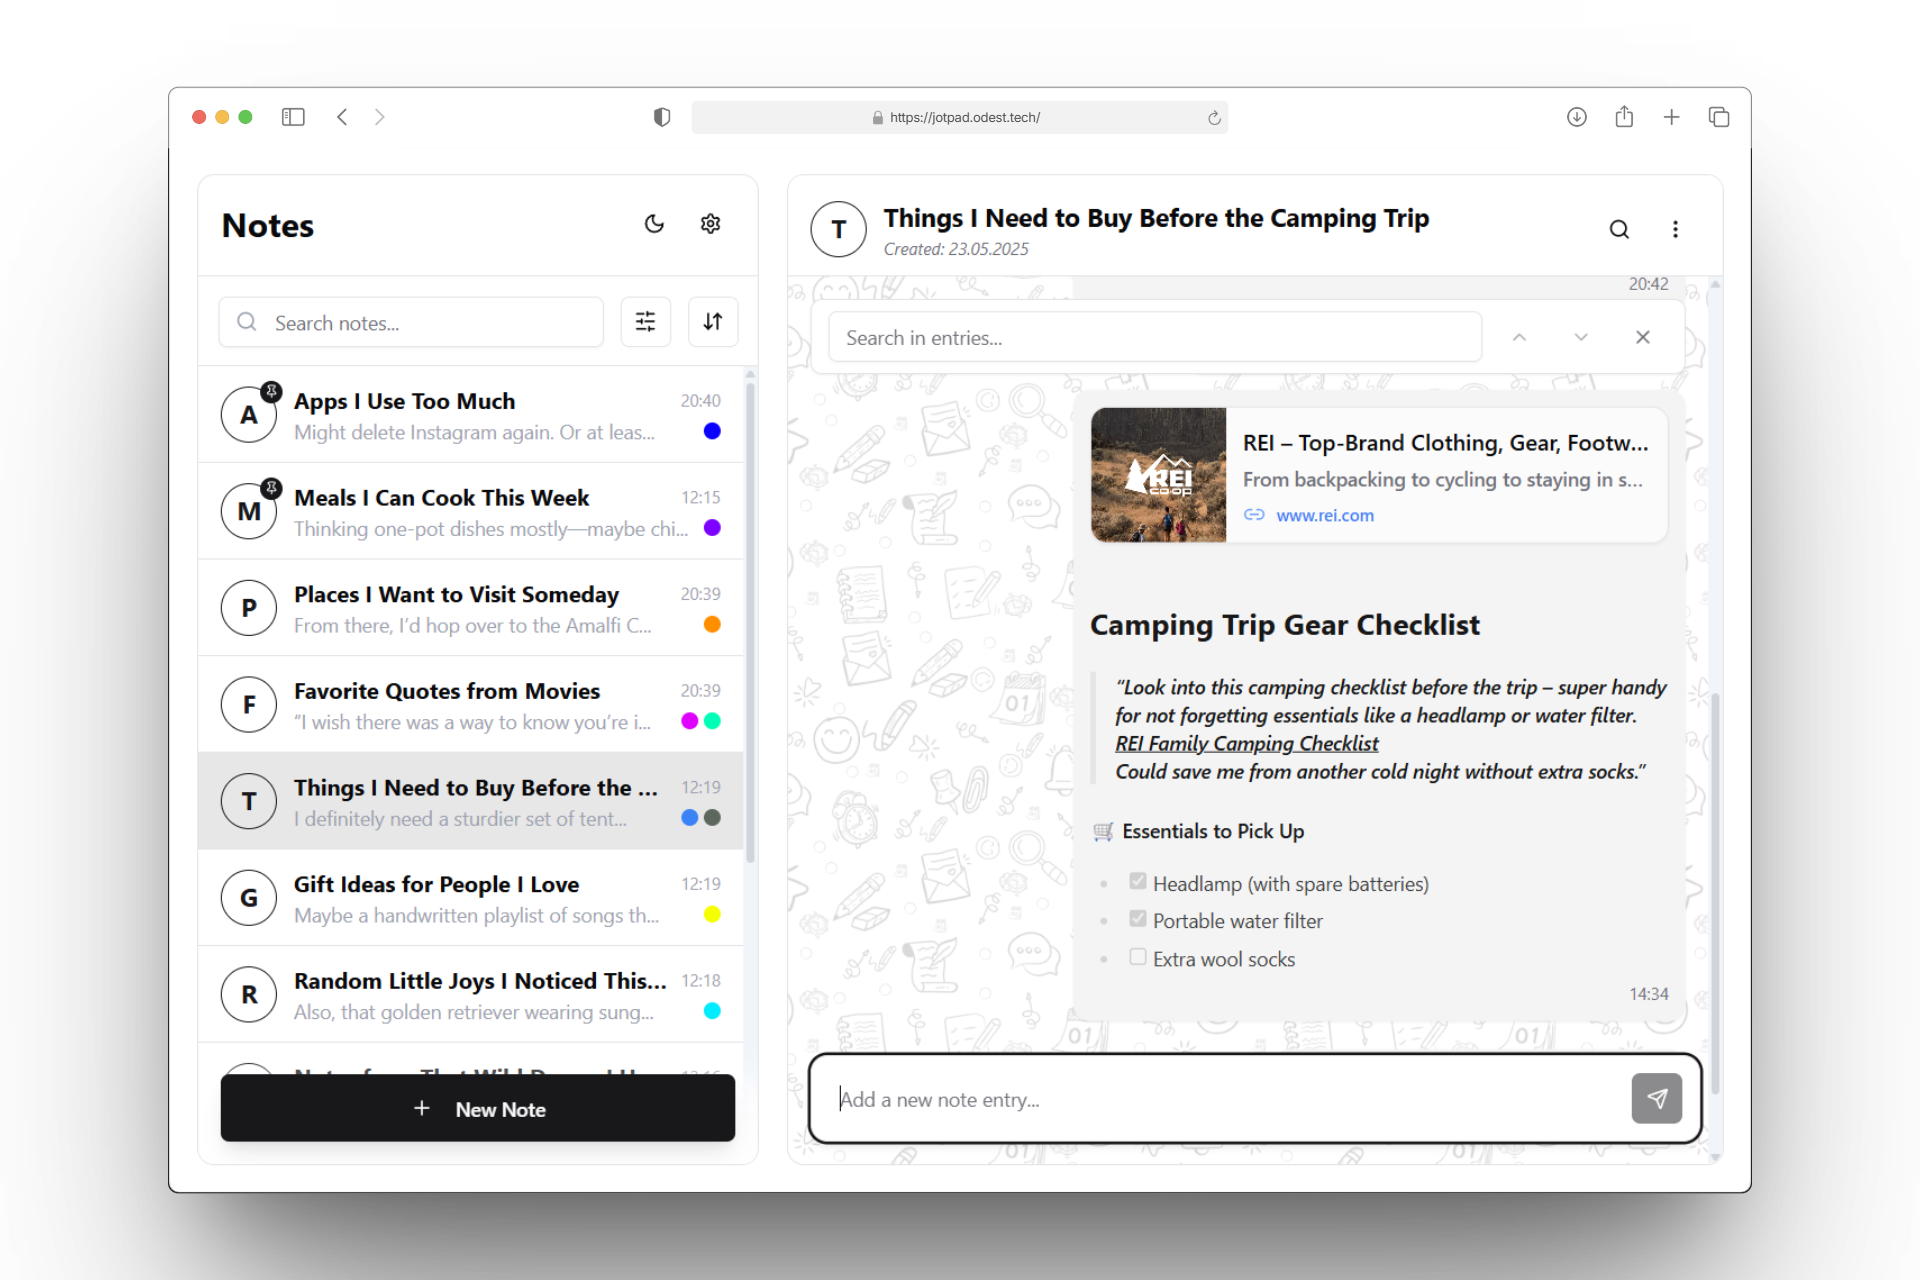 https://jotpad.odest.tech/
Notes
Search notes...
A
Apps I Use Too Much
20:40
Might delete Instagram again. Or at leas...
M
Meals I Can Cook This Week
12:15
Thinking one-pot dishes mostly—maybe chi...
P
Places I Want to Visit Someday
20:39
From there, I’d hop over to the Amalfi C...
F
Favorite Quotes from Movies
20:39
“I wish there was a way to know you’re i...
T
Things I Need to Buy Before the ...
12:19
I definitely need a sturdier set of tent...
G
Gift Ideas for People I Love
12:19
Maybe a handwritten playlist of songs th...
R
Random Little Joys I Noticed This...
12:18
Also, that golden retriever wearing sung...
+ New Note
T
Things I Need to Buy Before the Camping Trip
Created: 23.05.2025
20:42
Search in entries...
REI
co·op
REI – Top-Brand Clothing, Gear, Footw...
From backpacking to cycling to staying in s...
www.rei.com
Camping Trip Gear Checklist
“Look into this camping checklist before the trip – super handy
for not forgetting essentials like a headlamp or water filter.
REI Family Camping Checklist
Could save me from another cold night without extra socks.”
🛒 Essentials to Pick Up
Headlamp (with spare batteries)
Portable water filter
Extra wool socks
14:34
Add a new note entry...